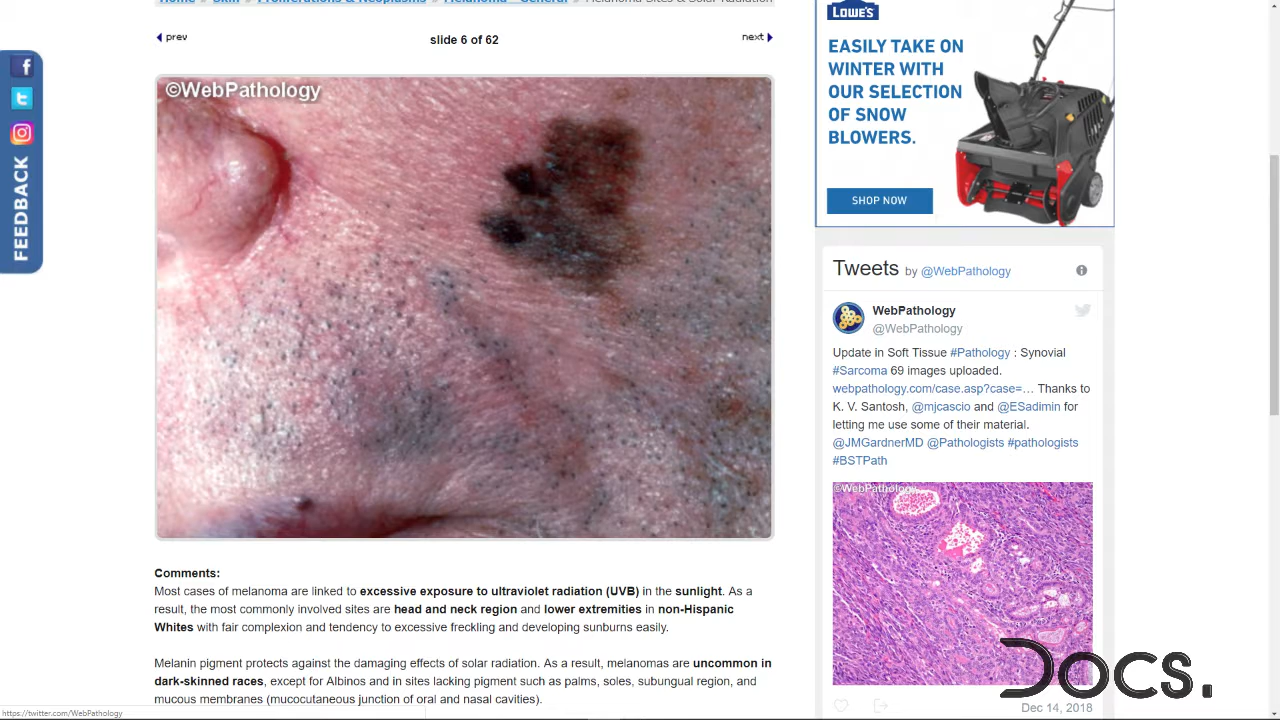 Home Skin Proliferations & Neoplasms Melanoma - General Melanoma Sites & Solar Radiation
prev
slide 6 of 62
next
©WebPathology
FEEDBACK
Comments:
Most cases of melanoma are linked to excessive exposure to ultraviolet radiation (UVB) in the sunlight. As a
result, the most commonly involved sites are head and neck region and lower extremities in non-Hispanic
Whites with fair complexion and tendency to excessive freckling and developing sunburns easily.
Melanin pigment protects against the damaging effects of solar radiation. As a result, melanomas are uncommon in
dark-skinned races, except for Albinos and in sites lacking pigment such as palms, soles, subungual region, and
mucous membranes (mucocutaneous junction of oral and nasal cavities).
https://twitter.com/WebPathology
LOWE'S
EASILY TAKE ON
WINTER WITH
OUR SELECTION
OF SNOW
BLOWERS.
SHOP NOW
Tweets by @WebPathology
WebPathology
@WebPathology
Update in Soft Tissue #Pathology : Synovial
#Sarcoma 69 images uploaded.
webpathology.com/case.asp?case=… Thanks to
K. V. Santosh, @mjcascio and @ESadimin for
letting me use some of their material.
@JMGardnerMD @Pathologists #pathologists
#BSTPath
©WebPathology
Docs.
Dec 14, 2018